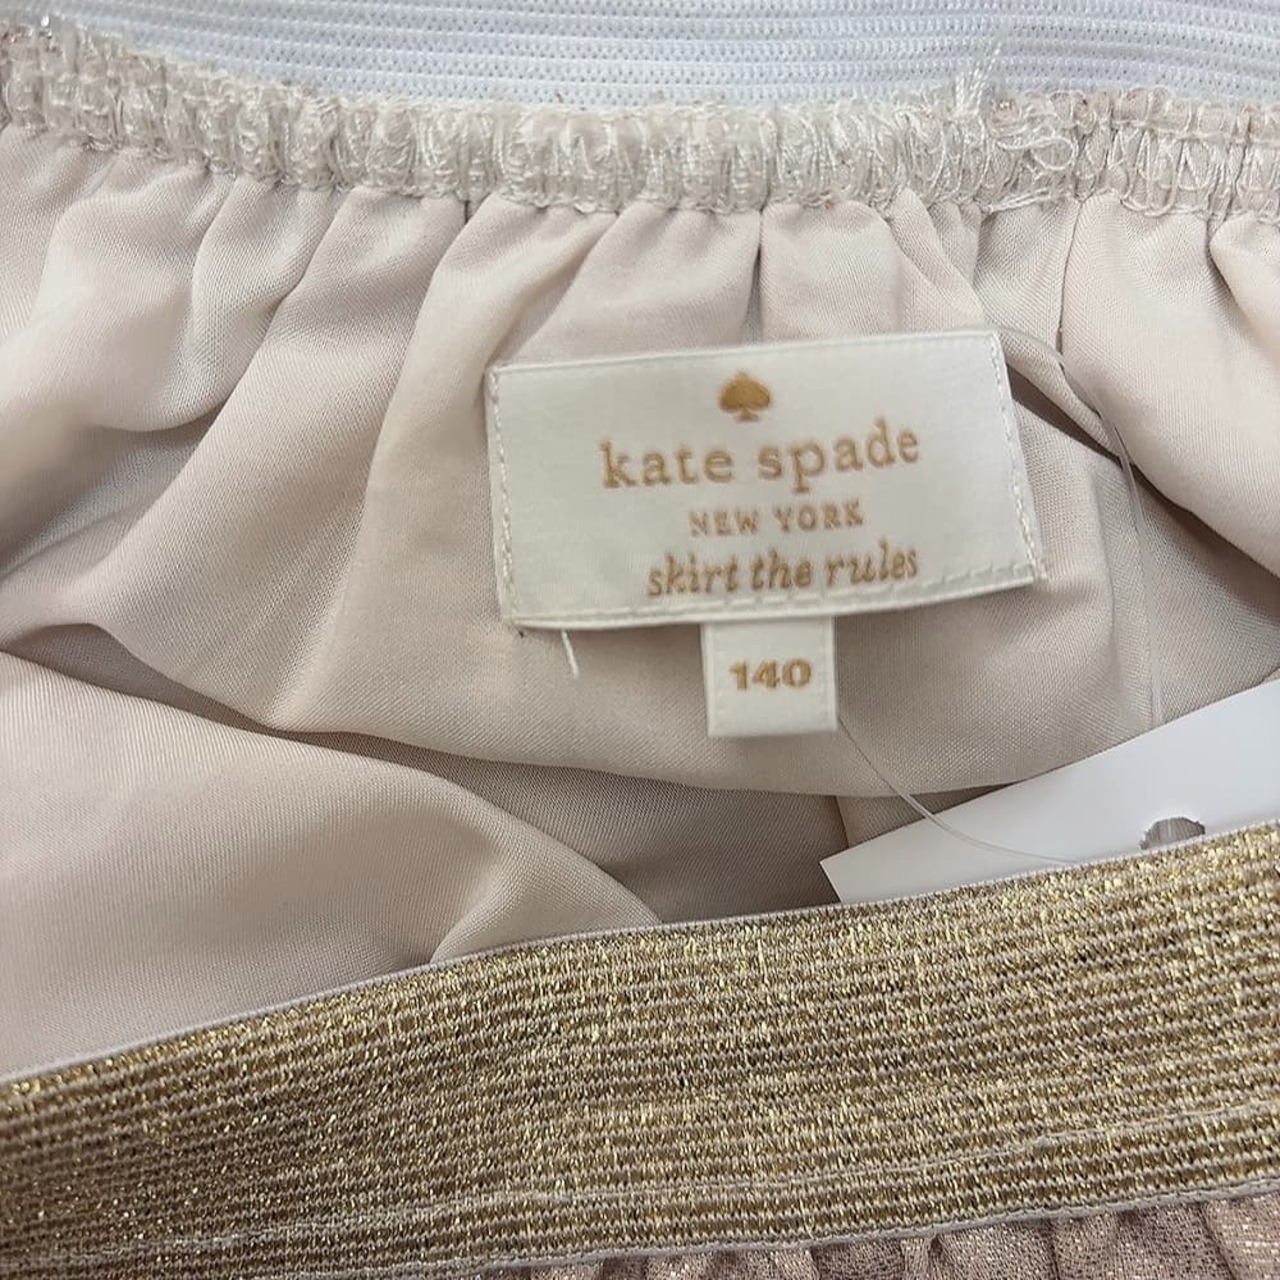 kate spade
NEW YORK
skirt the rules
140